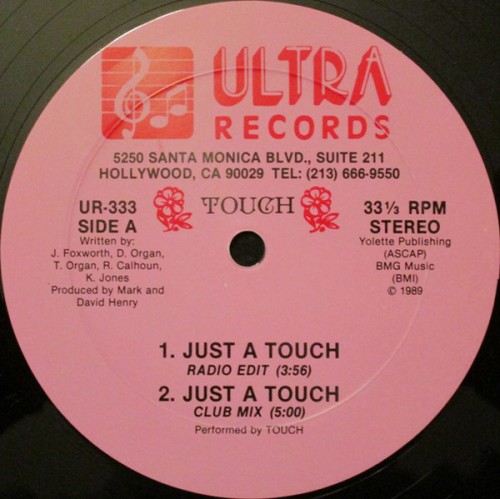 ULTRA
RECORDS
5250 SANTA MONICA BLVD., SUITE 211
HOLLYWOOD, CA 90029 TEL: (213) 666-9550
UR-333
SIDE A
Written by:
J. Foxworth, D. Organ,
T. Organ, R. Calhoun,
K. Jones
Produced by Mark and
David Henry
TOUCH
33⅓ RPM
STEREO
Yolette Publishing
(ASCAP)
BMG Music
(BMI)
© 1989
1. JUST A TOUCH
RADIO EDIT (3:56)
2. JUST A TOUCH
CLUB MIX (5:00)
Performed by TOUCH